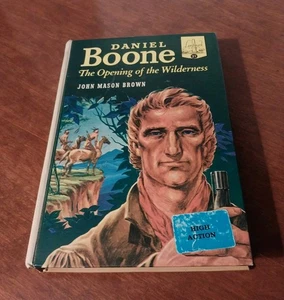 DANIEL
Boone
The Opening of the Wilderness
JOHN MASON BROWN
HIGH
ACTION